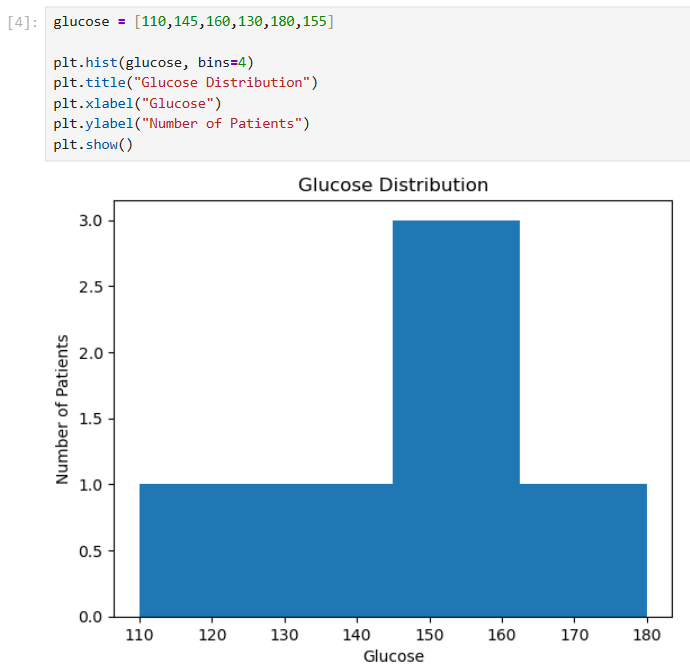 [4]: glucose = [110,145,160,130,180,155]
plt.hist(glucose, bins=4)
plt.title("Glucose Distribution")
plt.xlabel("Glucose")
plt.ylabel("Number of Patients")
plt.show()
Glucose Distribution
3.0
2.5
2.0
1.5
1.0
0.5
0.0
Number of Patients
110 120 130 140 150 160 170 180
Glucose